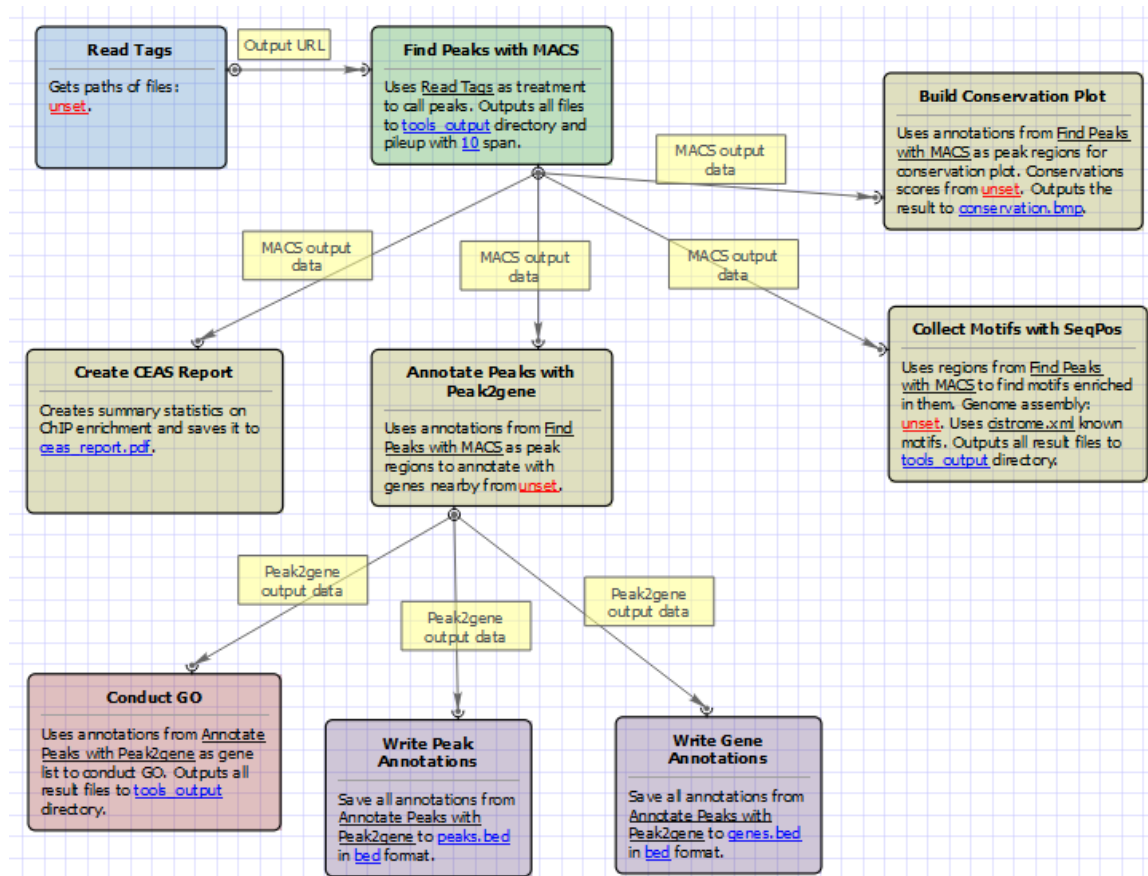 Read Tags
Gets paths of files:
unset.
Output URL
Find Peaks with MACS
Uses Read Tags as treatment
to call peaks. Outputs all files
to tools_output directory and
pileup with 10 span.
Build Conservation Plot
Uses annotations from Find Peaks
with MACS as peak regions for
conservation plot. Conservations
scores from unset. Outputs the
result to conservation.bmp.
MACS output
data
MACS output
data
MACS output
data
MACS output
data
Create CEAS Report
Creates summary statistics on
ChIP enrichment and saves it to
ceas_report.pdf.
Annotate Peaks with
Peak2gene
Uses annotations from Find
Peaks with MACS as peak
regions to annotate with
genes nearby from unset.
Collect Motifs with SeqPos
Uses regions from Find Peaks
with MACS to find motifs enriched
in them. Genome assembly:
unset. Uses cistrome.xml known
motifs. Outputs all result files to
tools_output directory.
Peak2gene
output data
Peak2gene
output data
Peak2gene
output data
Conduct GO
Uses annotations from Annotate
Peaks with Peak2gene as gene
list to conduct GO. Outputs all
result files to tools_output
directory.
Write Peak
Annotations
Save all annotations from
Annotate Peaks with
Peak2gene to peaks.bed
in bed format.
Write Gene
Annotations
Save all annotations from
Annotate Peaks with
Peak2gene to genes.bed
in bed format.